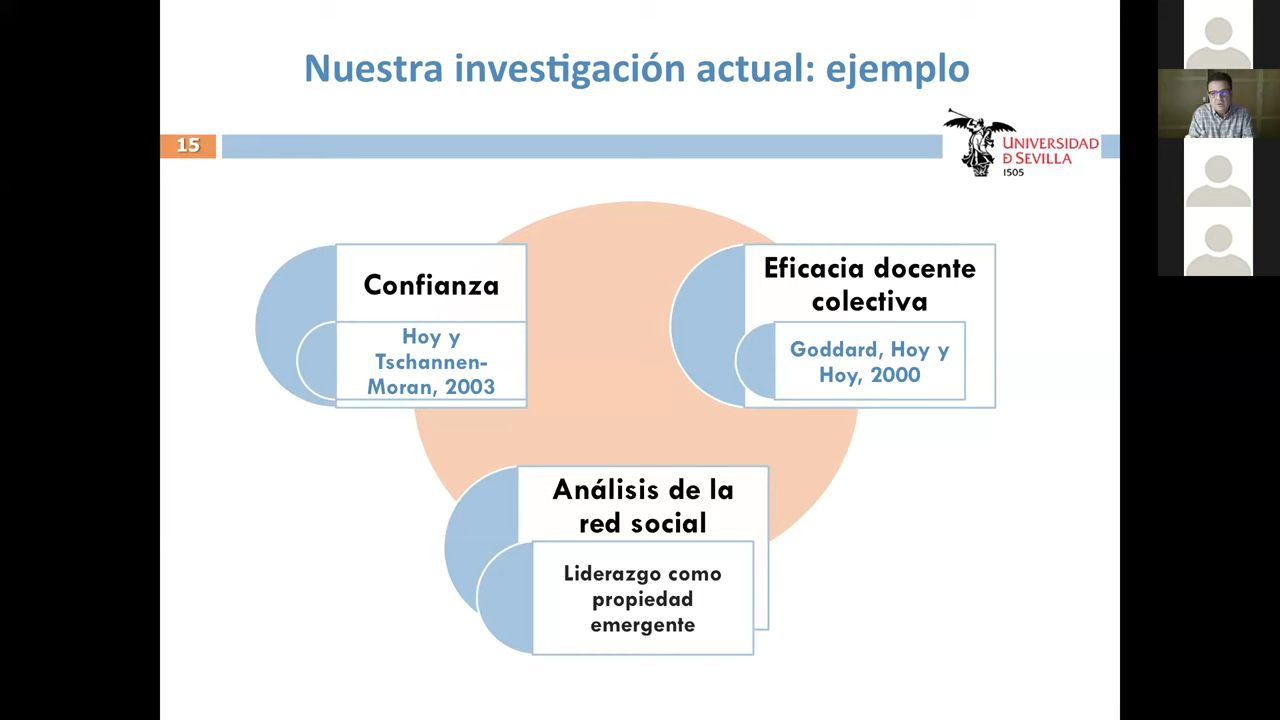 Nuestra investigación actual: ejemplo
15
UNIVERSIDAD
D SEVILLA
1505
Confianza
Hoy y
Tschannen-
Moran, 2003
Eficacia docente
colectiva
Goddard, Hoy y
Hoy, 2000
Análisis de la
red social
Liderazgo como
propiedad
emergente